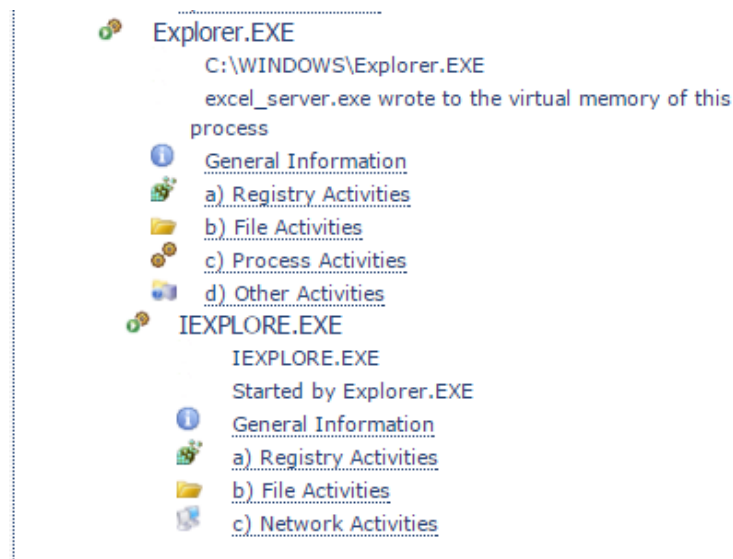 Explorer.EXE
C:\WINDOWS\Explorer.EXE
excel_server.exe wrote to the virtual memory of this
process
General Information
a) Registry Activities
b) File Activities
c) Process Activities
d) Other Activities
IEXPLORE.EXE
IEXPLORE.EXE
Started by Explorer.EXE
General Information
a) Registry Activities
b) File Activities
c) Network Activities